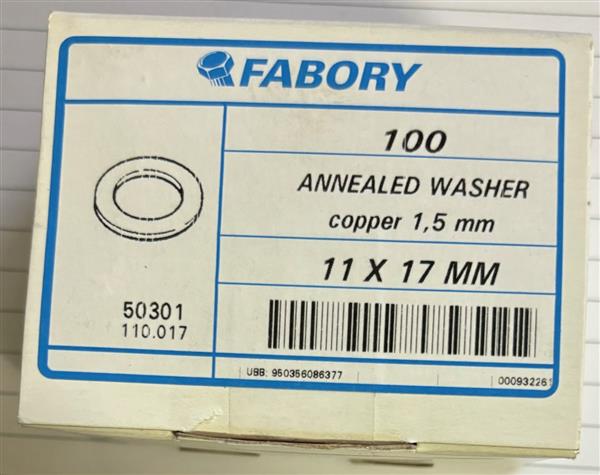 FABORY
100
ANNEALED WASHER
copper 1,5 mm
11 X 17 MM
50301
110.017
UBB: 950356086377
000932261